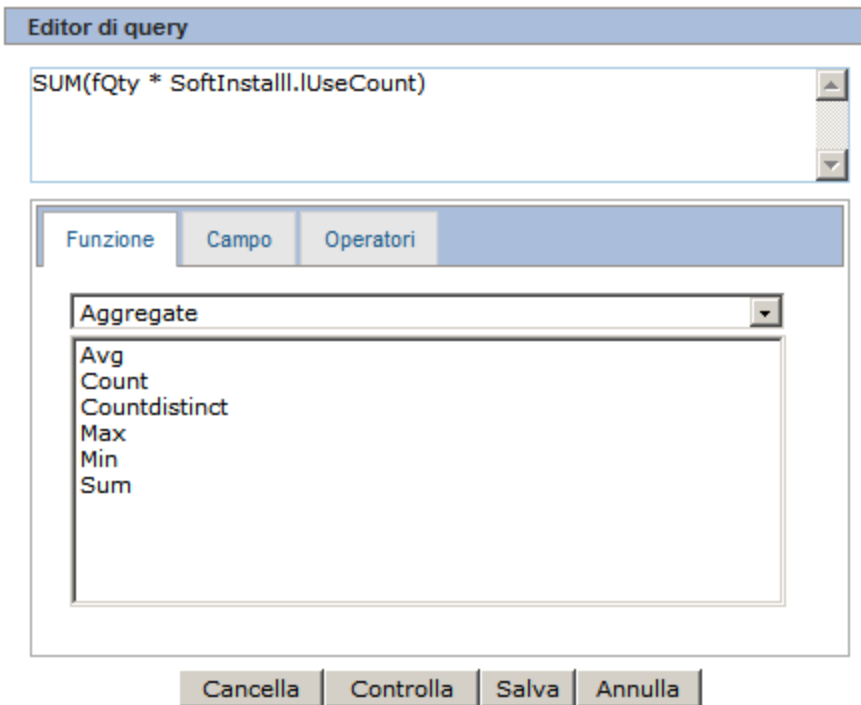 Editor di query
SUM(fQty * SoftInstalll.lUseCount)
Funzione Campo Operatori
Aggregate
Avg
Count
Countdistinct
Max
Min
Sum
Cancella Controlla Salva Annulla